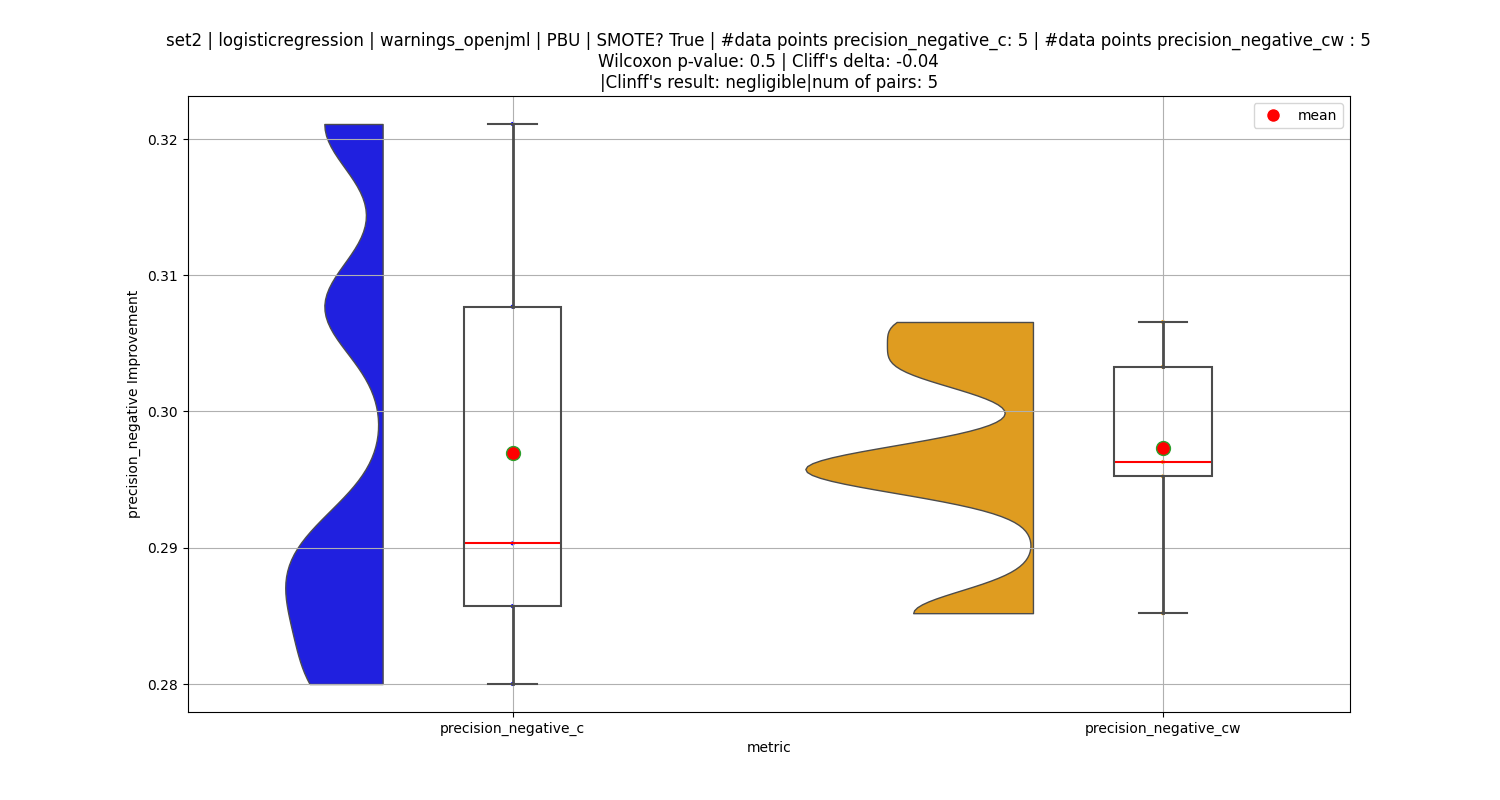 set2 | logisticregression | warnings_openjml | PBU | SMOTE? True | #data points precision_negative_c: 5 | #data points precision_negative_cw : 5
Wilcoxon p-value: 0.5 | Cliff's delta: -0.04
|Clinff's result: negligible|num of pairs: 5
mean
0.32
0.31
0.30
0.29
0.28
precision_negative Improvement
precision_negative_c
precision_negative_cw
metric